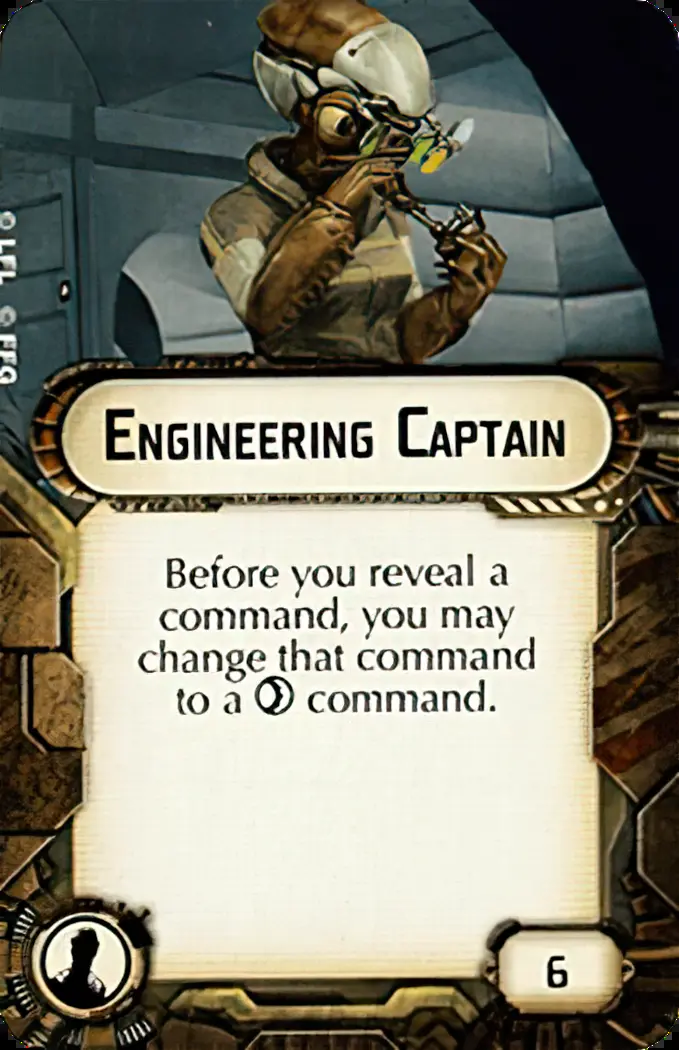 Engineering Captain
Before you reveal a
command, you may
change that command
to a command.
6